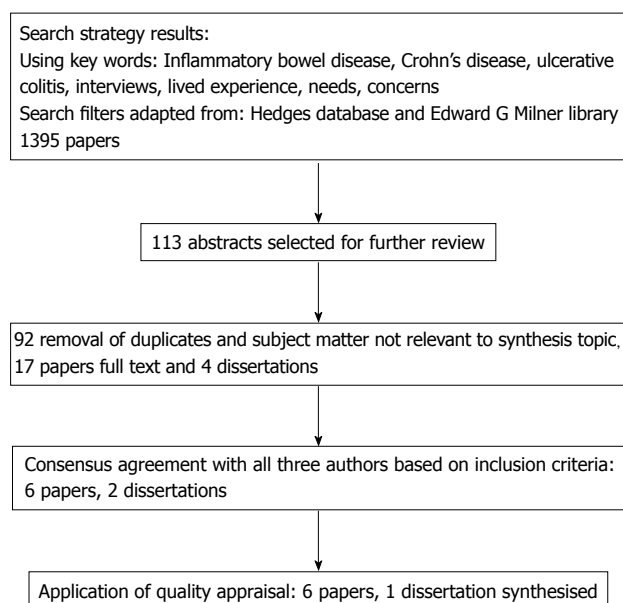 Search strategy results:
Using key words: Inflammatory bowel disease, Crohn’s disease, ulcerative
colitis, interviews, lived experience, needs, concerns
Search filters adapted from: Hedges database and Edward G Milner library
1395 papers
113 abstracts selected for further review
92 removal of duplicates and subject matter not relevant to synthesis topic,
17 papers full text and 4 dissertations
Consensus agreement with all three authors based on inclusion criteria:
6 papers, 2 dissertations
Application of quality appraisal: 6 papers, 1 dissertation synthesised